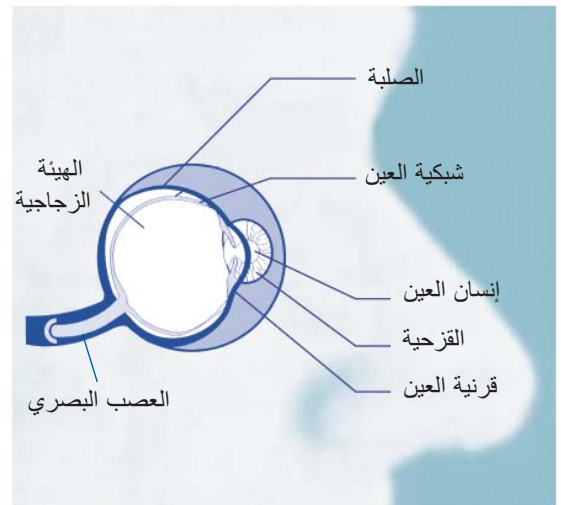 الصلبة
شبكية العين
الهيئة
الزجاجية
إنسان العين
القزحية
قرنية العين
العصب البصري